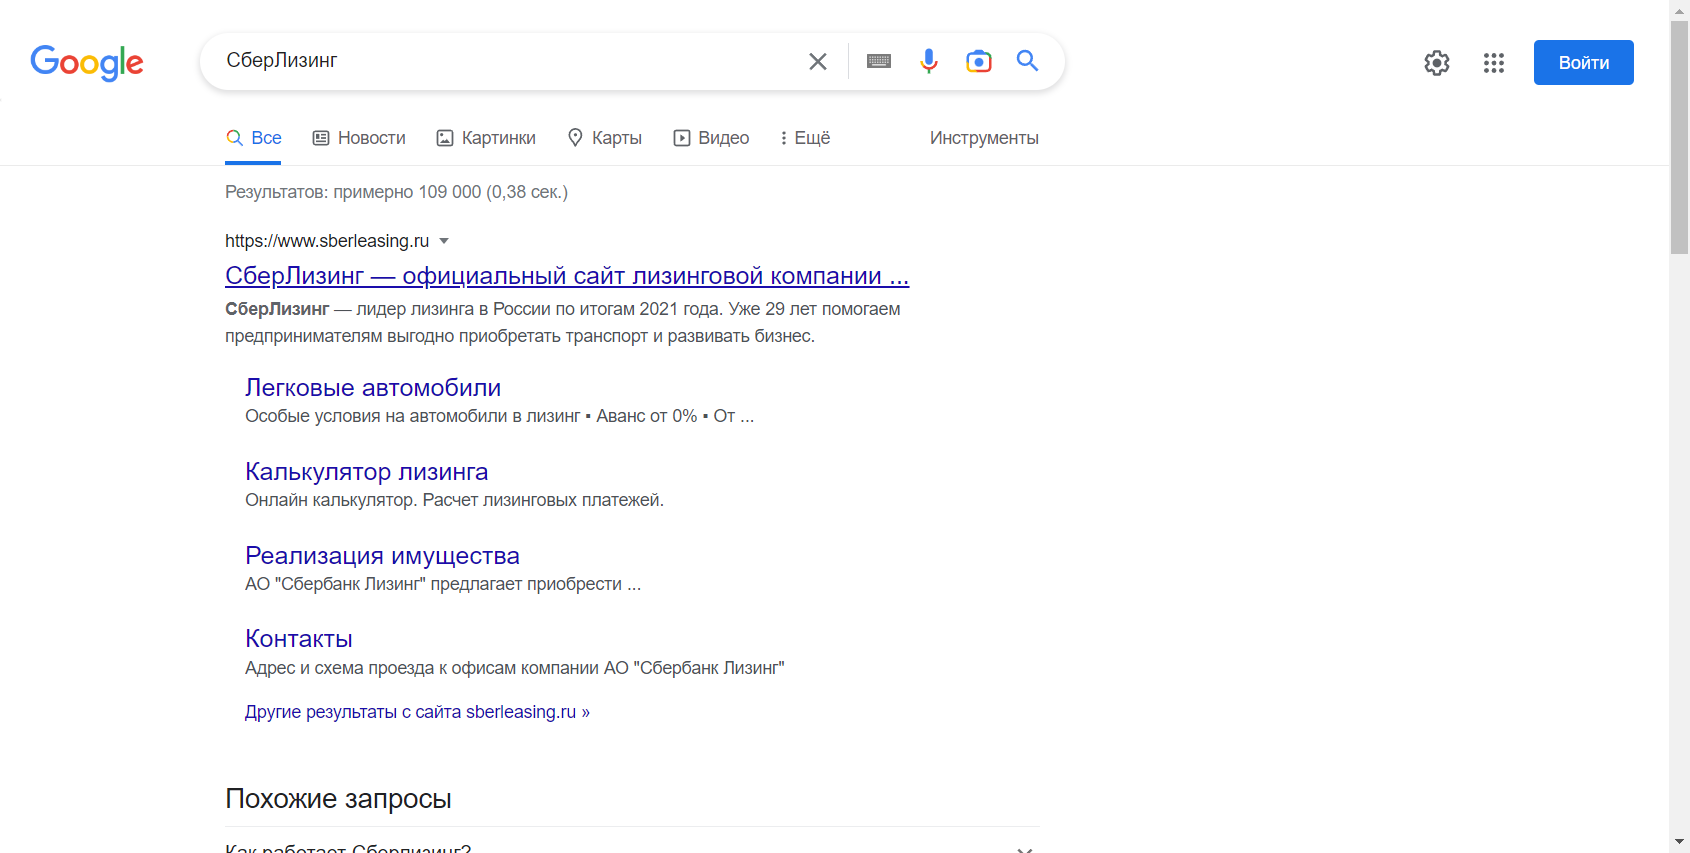 Google
СберЛизинг
Войти
Все
Новости
Картинки
Карты
Видео
Ещё
Инструменты
Результатов: примерно 109 000 (0,38 сек.)
https://www.sberleasing.ru
СберЛизинг — официальный сайт лизинговой компании ...
СберЛизинг — лидер лизинга в России по итогам 2021 года. Уже 29 лет помогаем
предпринимателям выгодно приобретать транспорт и развивать бизнес.
Легковые автомобили
Особые условия на автомобили в лизинг ▪ Аванс от 0% ▪ От ...
Калькулятор лизинга
Онлайн калькулятор. Расчет лизинговых платежей.
Реализация имущества
АО "Сбербанк Лизинг" предлагает приобрести ...
Контакты
Адрес и схема проезда к офисам компании АО "Сбербанк Лизинг"
Другие результаты с сайта sberleasing.ru »
Похожие запросы
Как работает Сберлизинг?